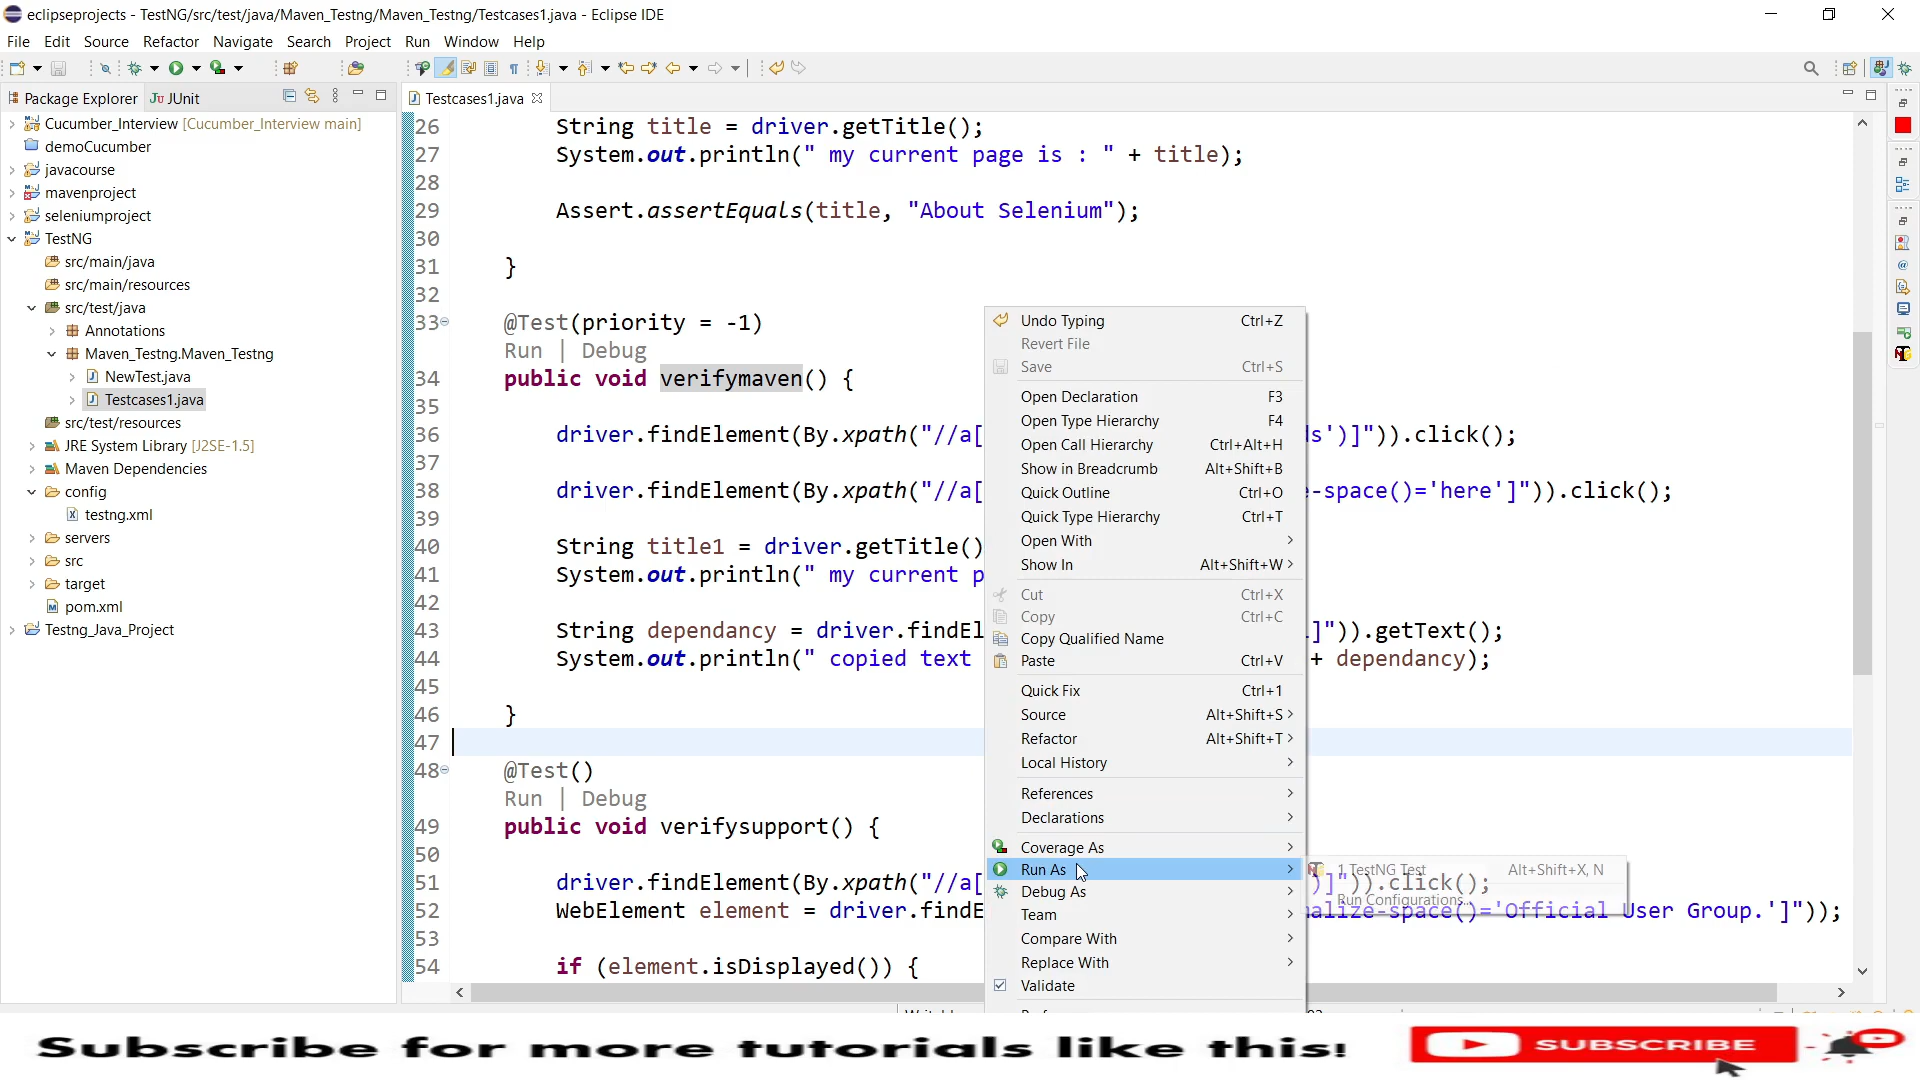 eclipseprojects - TestNG/src/test/java/Maven_Testng/Maven_Testng/Testcases1.java - Eclipse IDE
File Edit Source Refactor Navigate Search Project Run Window Help
Package Explorer Ju JUnit
Testcases1.java
Cucumber_Interview [Cucumber_Interview main]
demoCucumber
javacourse
mavenproject
seleniumproject
TestNG
src/main/java
src/main/resources
src/test/java
Annotations
Maven_Testng.Maven_Testng
NewTest.java
Testcases1.java
src/test/resources
JRE System Library [J2SE-1.5]
Maven Dependencies
config
testng.xml
servers
src
target
pom.xml
Testng_Java_Project
26 String title = driver.getTitle();
27 System.out.println(" my current page is : " + title);
28
29 Assert.assertEquals(title, "About Selenium");
30
31 }
32
33 @Test(priority = -1)
Run | Debug
34 public void verifymaven() {
35
36 driver.findElement(By.xpath("//a[ s')]")).click();
37
38 driver.findElement(By.xpath("//a[ -space()='here']")).click();
39
40 String title1 = driver.getTitle()
41 System.out.println(" my current p
42
43 String dependancy = driver.findEl ]")).getText();
44 System.out.println(" copied text + dependancy);
45
46 }
47
48 @Test()
Run | Debug
49 public void verifysupport() {
50
51 driver.findElement(By.xpath("//a[ )]")).click();
52 WebElement element = driver.findE alize-space()='Official User Group.']"));
53
54 if (element.isDisplayed()) {
Undo Typing Ctrl+Z
Revert File
Save Ctrl+S
Open Declaration F3
Open Type Hierarchy F4
Open Call Hierarchy Ctrl+Alt+H
Show in Breadcrumb Alt+Shift+B
Quick Outline Ctrl+O
Quick Type Hierarchy Ctrl+T
Open With
Show In Alt+Shift+W
Cut Ctrl+X
Copy Ctrl+C
Copy Qualified Name
Paste Ctrl+V
Quick Fix Ctrl+1
Source Alt+Shift+S
Refactor Alt+Shift+T
Local History
References
Declarations
Coverage As
Run As
Debug As
Team
Compare With
Replace With
Validate
1 TestNG Test Alt+Shift+X, N
Run Configurations...
Subscribe for more tutorials like this!
SUBSCRIBE